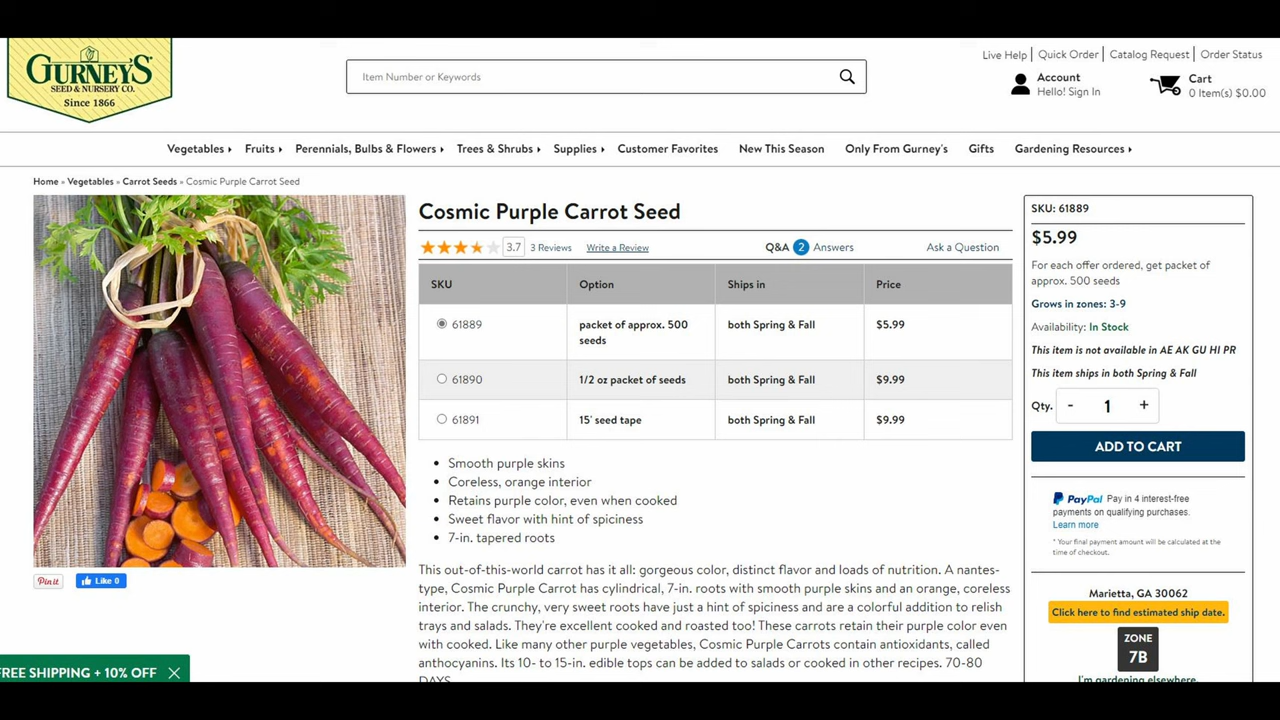 GURNEY'S
SEED & NURSERY CO.
Since 1866
Item Number or Keywords
Live Help
Quick Order
Catalog Request
Order Status
Account
Hello! Sign In
Cart
0 Item(s) $0.00
Vegetables
Fruits
Perennials, Bulbs & Flowers
Trees & Shrubs
Supplies
Customer Favorites
New This Season
Only From Gurney's
Gifts
Gardening Resources
Home » Vegetables » Carrot Seeds » Cosmic Purple Carrot Seed
Cosmic Purple Carrot Seed
3.7 3 Reviews Write a Review Q&A 2 Answers Ask a Question
SKU Option Ships in Price
61889 packet of approx. 500 both Spring & Fall $5.99
seeds
61890 1/2 oz packet of seeds both Spring & Fall $9.99
61891 15' seed tape both Spring & Fall $9.99
Smooth purple skins
Coreless, orange interior
Retains purple color, even when cooked
Sweet flavor with hint of spiciness
7-in. tapered roots
This out-of-this-world carrot has it all: gorgeous color, distinct flavor and loads of nutrition. A nantes-
type, Cosmic Purple Carrot has cylindrical, 7-in. roots with smooth purple skins and an orange, coreless
interior. The crunchy, very sweet roots have just a hint of spiciness and are a colorful addition to relish
trays and salads. They're excellent cooked and roasted too! These carrots retain their purple color even
with cooked. Like many other purple vegetables, Cosmic Purple Carrots contain antioxidants, called
anthocyanins. Its 10- to 15-in. edible tops can be added to salads or cooked in other recipes. 70-80
DAYS
SKU: 61889
$5.99
For each offer ordered, get packet of
approx. 500 seeds
Grows in zones: 3-9
Availability: In Stock
This item is not available in AE AK GU HI PR
This item ships in both Spring & Fall
Qty. - 1 +
ADD TO CART
PayPal Pay in 4 interest-free
payments on qualifying purchases.
Learn more
* Your final payment amount will be calculated at the
time of checkout.
Marietta, GA 30062
Click here to find estimated ship date.
ZONE
7B
I'm gardening elsewhere.
Pin it
Like 0
FREE SHIPPING + 10% OFF